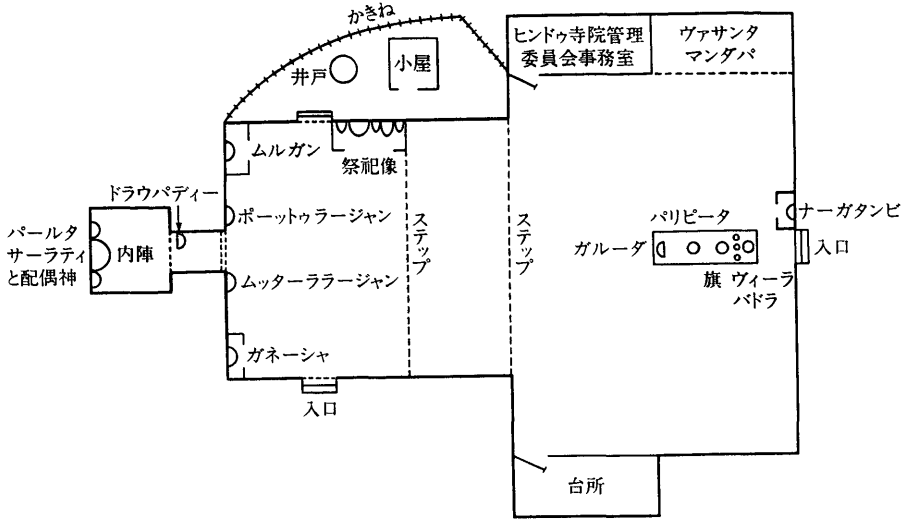 かきね
井戸
小屋
ヒンドゥ寺院管理
委員会事務室
ヴァサンタ
マンダパ
ムルガン
祭祀像
ドラウパディー
ポーットゥラージャン
パールタ
サーラティ
と配偶神
内陣
ムッターララージャン
ガネーシャ
ステップ
ステップ
パリピータ
ガルーダ
旗
ヴィーラ
バドラ
ナーガタンビ
入口
入口
台所